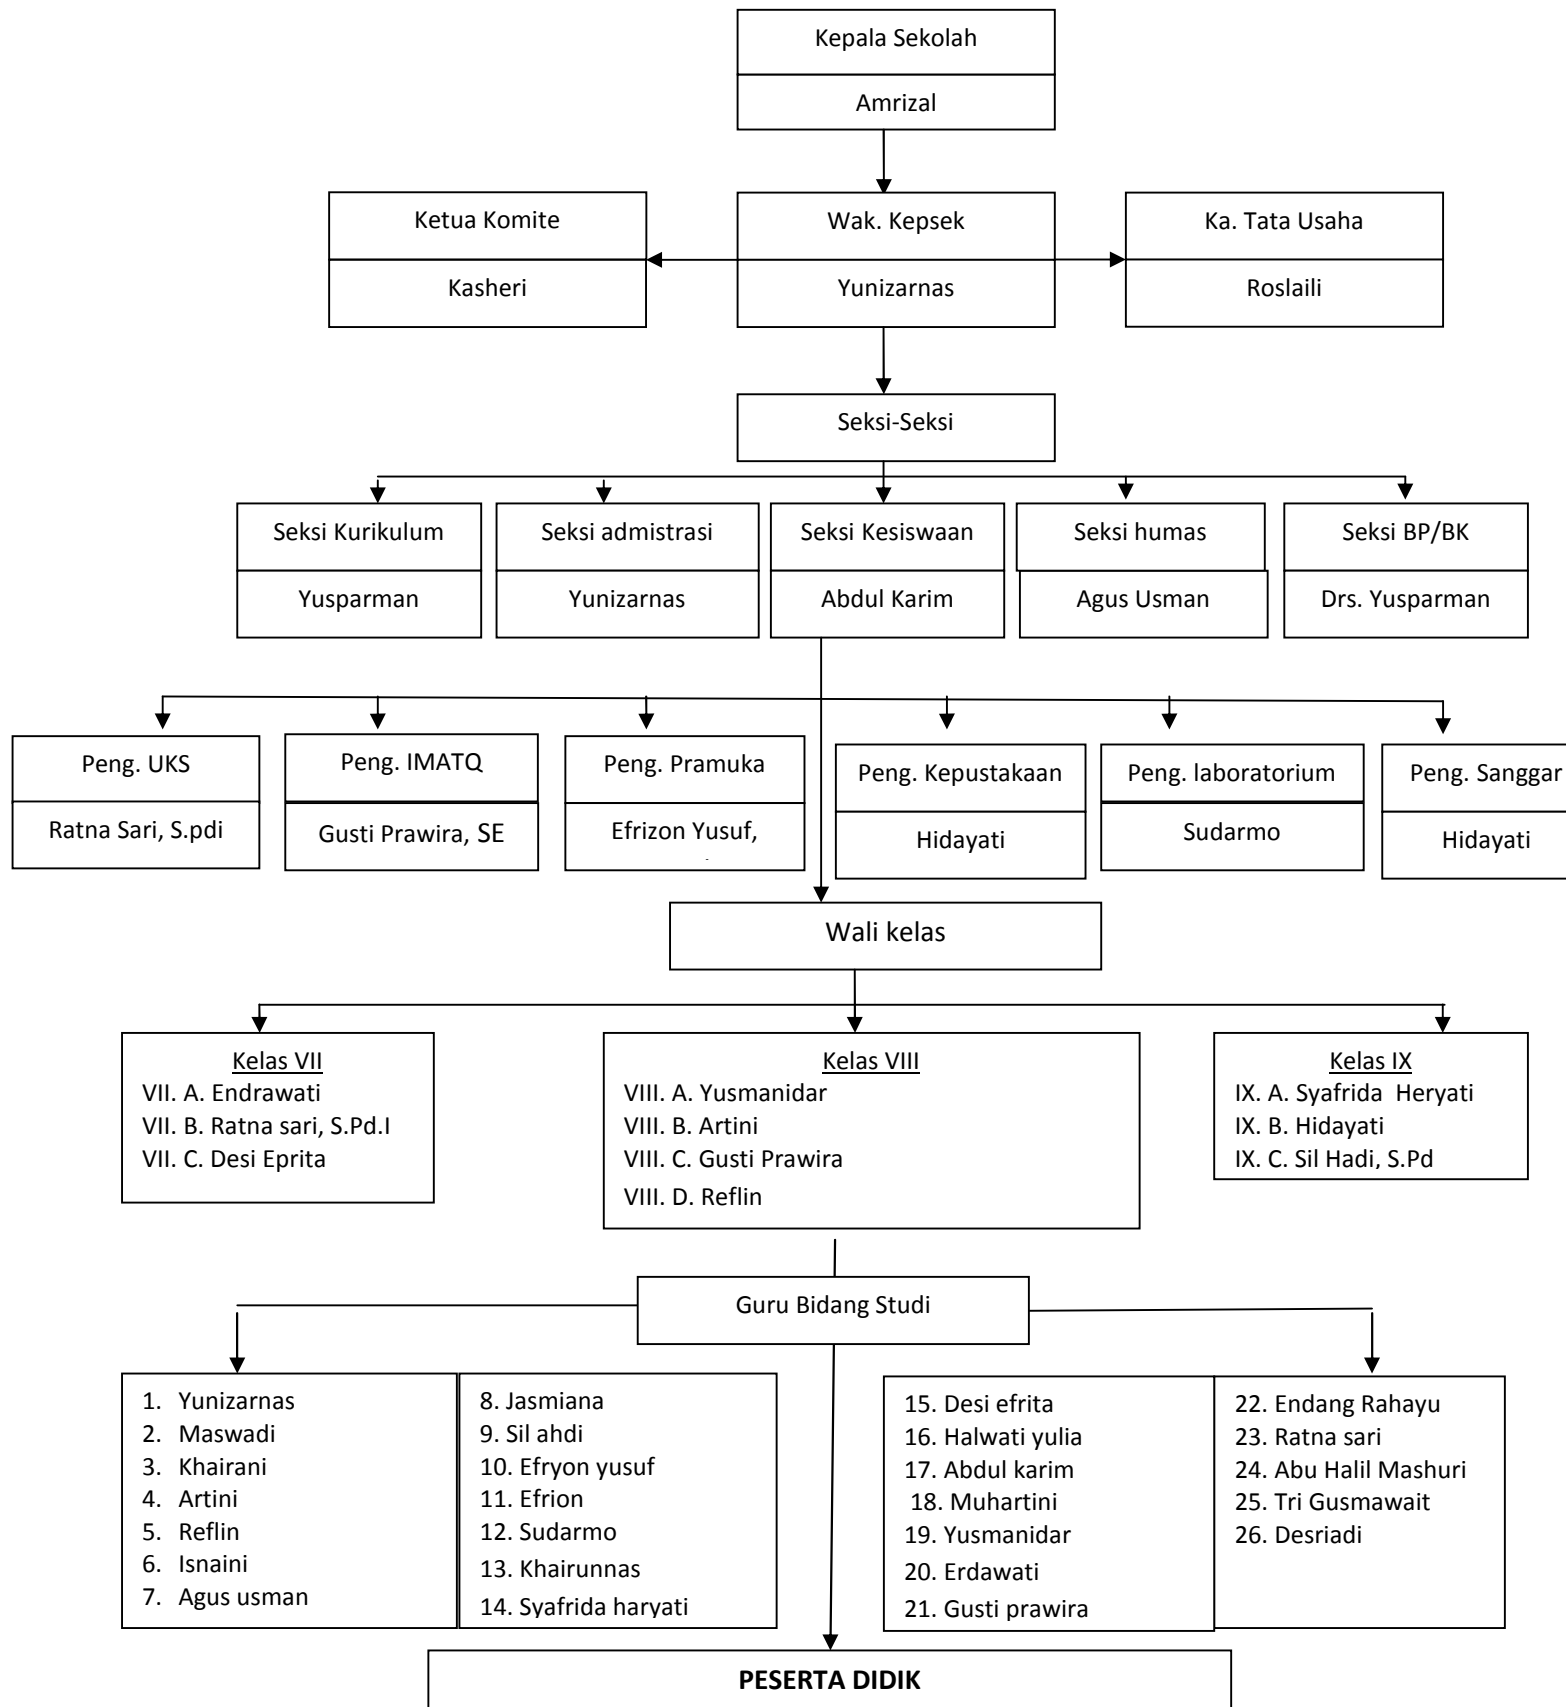 Kepala Sekolah
Amrizal
Ketua Komite
Kasheri
Wak. Kepsek
Yunizarnas
Ka. Tata Usaha
Roslaili
Seksi-Seksi
Seksi Kurikulum
Yusparman
Seksi admistrasi
Yunizarnas
Seksi Kesiswaan
Abdul Karim
Seksi humas
Agus Usman
Seksi BP/BK
Drs. Yusparman
Peng. UKS
Ratna Sari, S.pdi
Peng. IMATQ
Gusti Prawira, SE
Peng. Pramuka
Efrizon Yusuf,
Peng. Kepustakaan
Hidayati
Peng. laboratorium
Sudarmo
Peng. Sanggar
Hidayati
Wali kelas
Kelas VII
VII. A. Endrawati
VII. B. Ratna sari, S.Pd.I
VII. C. Desi Eprita
Kelas VIII
VIII. A. Yusmanidar
VIII. B. Artini
VIII. C. Gusti Prawira
VIII. D. Reflin
Kelas IX
IX. A. Syafrida Heryati
IX. B. Hidayati
IX. C. Sil Hadi, S.Pd
Guru Bidang Studi
1. Yunizarnas
2. Maswadi
3. Khairani
4. Artini
5. Reflin
6. Isnaini
7. Agus usman
8. Jasmiana
9. Sil ahdi
10. Efryon yusuf
11. Efrion
12. Sudarmo
13. Khairunnas
14. Syafrida haryati
15. Desi efrita
16. Halwati yulia
17. Abdul karim
18. Muhartini
19. Yusmanidar
20. Erdawati
21. Gusti prawira
22. Endang Rahayu
23. Ratna sari
24. Abu Halil Mashuri
25. Tri Gusmawait
26. Desriadi
PESERTA DIDIK